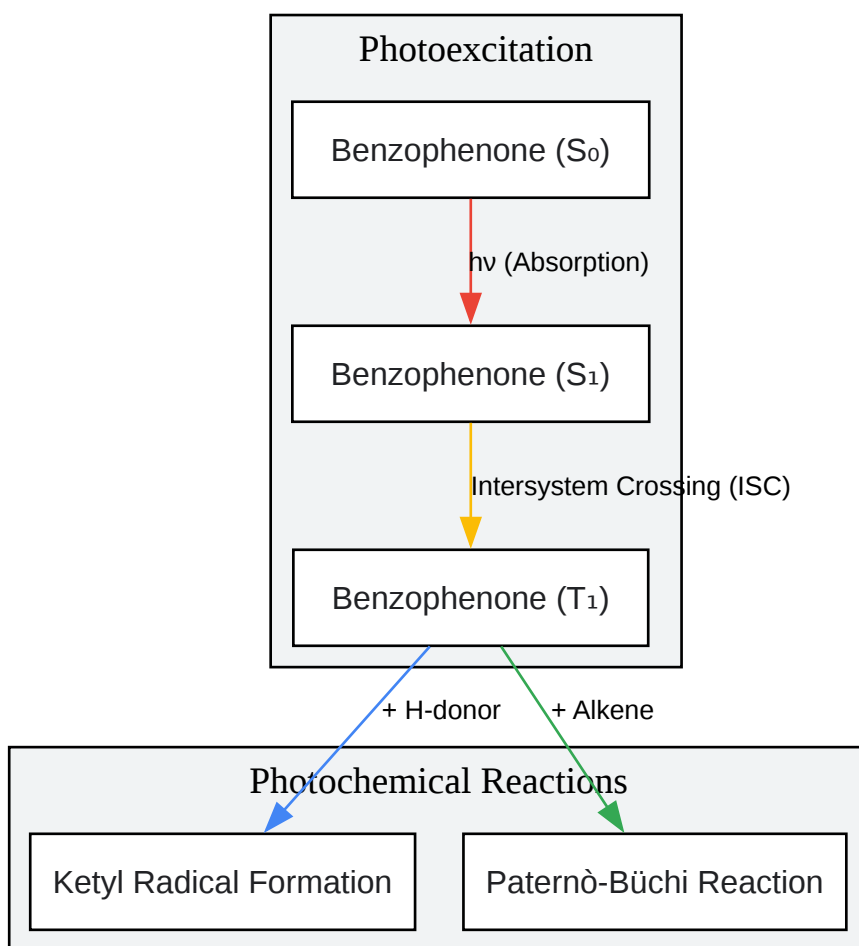 Photoexcitation
Benzophenone (S₀)
hν (Absorption)
Benzophenone (S₁)
Intersystem Crossing (ISC)
Benzophenone (T₁)
+ H-donor
+ Alkene
Photochemical Reactions
Ketyl Radical Formation
Paternò-Büchi Reaction